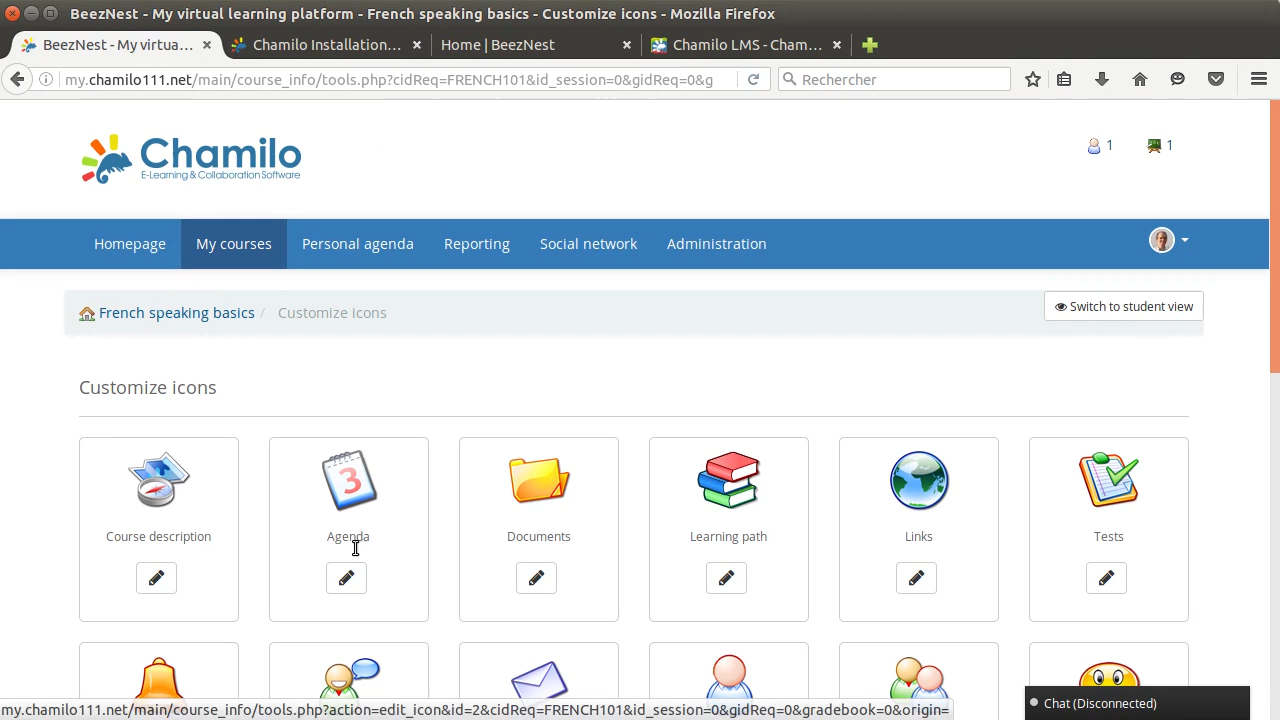 BeezNest - My virtual learning platform - French speaking basics - Customize icons - Mozilla Firefox
BeezNest - My virtua...
Chamilo Installation...
Home | BeezNest
Chamilo LMS - Cham...
my.chamilo111.net/main/course_info/tools.php?cidReq=FRENCH101&id_session=0&gidReq=0&g
Rechercher
Chamilo
E-Learning & Collaboration Software
1
1
Homepage
My courses
Personal agenda
Reporting
Social network
Administration
French speaking basics / Customize icons
Switch to student view
Customize icons
3
Course description
Agenda
Documents
Learning path
Links
Tests
my.chamilo111.net/main/course_info/tools.php?action=edit_icon&id=2&cidReq=FRENCH101&id_session=0&gidReq=0&gradebook=0&origin=
Chat (Disconnected)